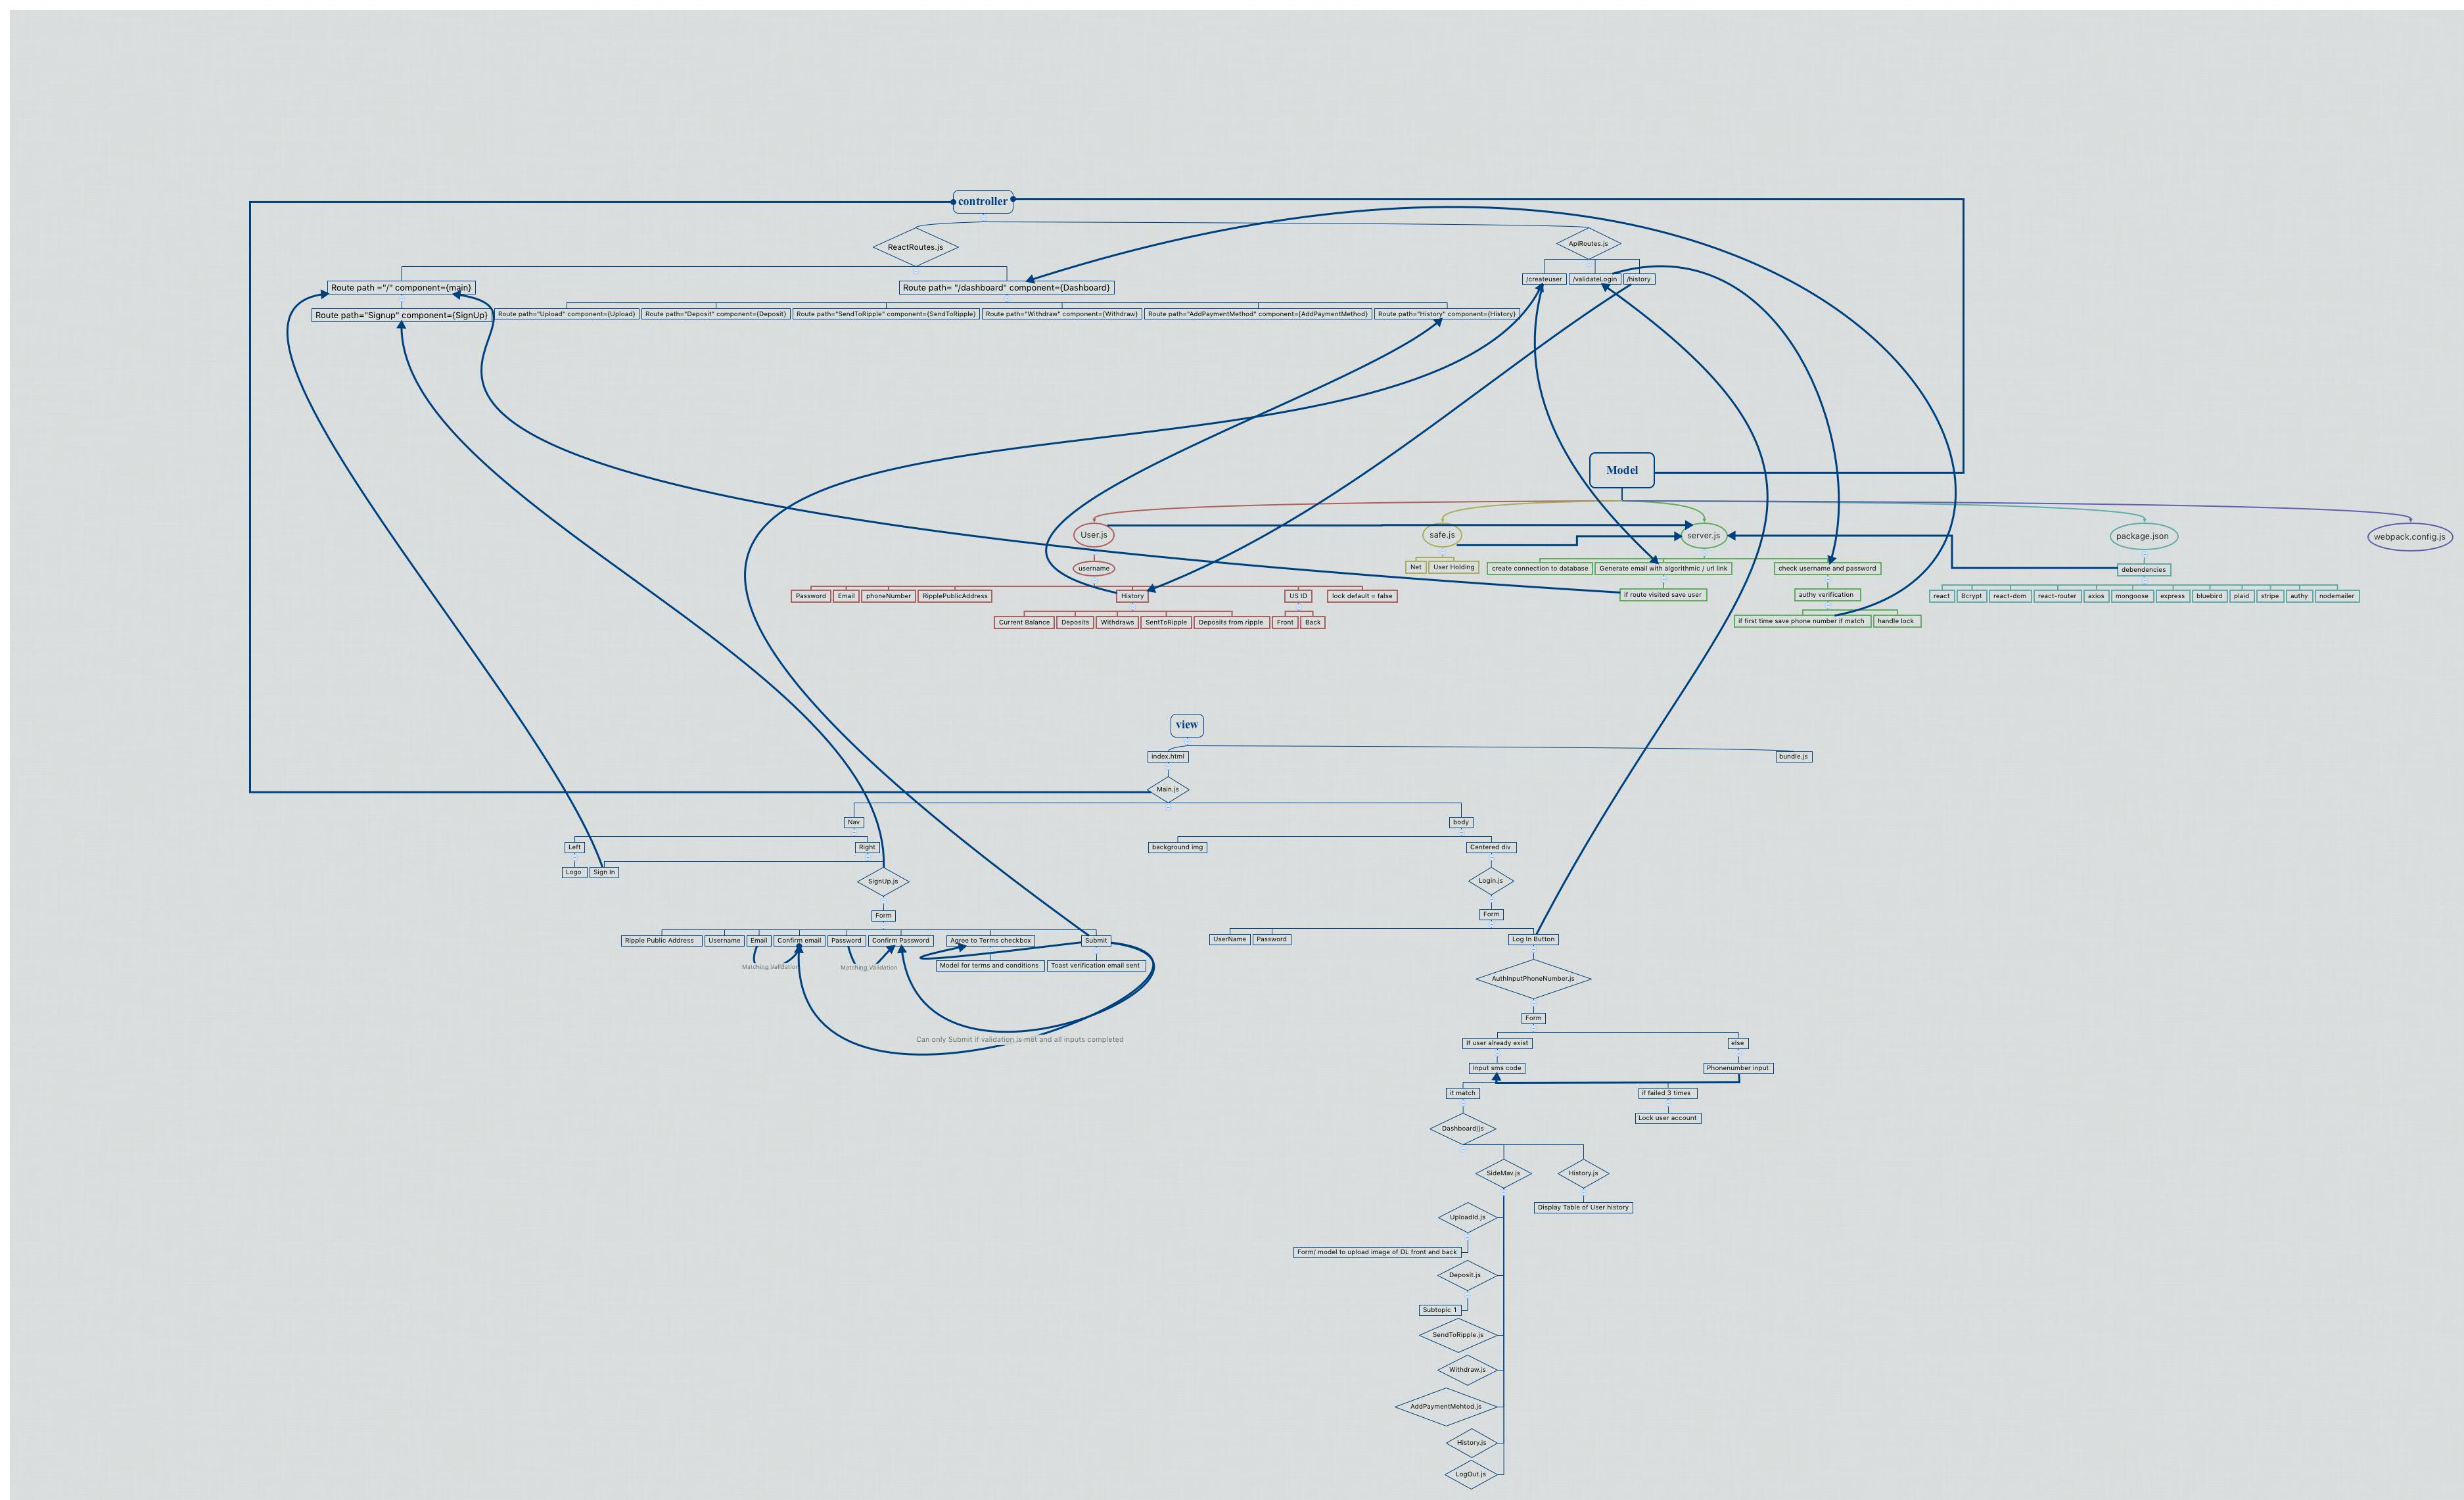 controller
ReactRoutes.js
ApiRoutes.js
Route path ="/" component={main}
Route path= "/dashboard" component={Dashboard}
/createuser
/validateLogin
/history
Route path="Signup" component={SignUp}
Route path="Upload" component={Upload}
Route path="Deposit" component={Deposit}
Route path="SendToRipple" component={SendToRipple}
Route path="Withdraw" component={Withdraw}
Route path="AddPaymentMethod" component={AddPaymentMethod}
Route path="History" component={History}
Model
User.js
safe.js
server.js
package.json
webpack.config.js
username
Net
User Holding
create connection to database
Generate email with algorithmic / url link
check username and password
debendencies
Password
Email
phoneNumber
RipplePublicAddress
History
US ID
lock default = false
if route visited save user
authy verification
react
Bcrypt
react-dom
react-router
axios
mongoose
express
bluebird
plaid
stripe
authy
nodemailer
Current Balance
Deposits
Withdraws
SentToRipple
Deposits from ripple
Front
Back
if first time save phone number if match
handle lock
view
index.html
bundle.js
Main.js
Nav
body
Left
Right
background img
Centered div
Logo
Sign In
SignUp.js
Login.js
Form
Form
Ripple Public Address
Username
Email
Confirm email
Password
Confirm Password
Agree to Terms checkbox
Submit
UserName
Password
Log In Button
Matching Validation
Matching Validation
Model for terms and conditions
Toast verification email sent
AuthInputPhoneNumber.js
Form
Can only Submit if validation is met and all inputs completed
If user already exist
else
Input sms code
Phonenumber input
it match
if failed 3 times
Lock user account
Dashboard/js
SideMav.js
History.js
Display Table of User history
UploadId.js
Form/ model to upload image of DL front and back
Deposit.js
Subtopic 1
SendToRipple.js
Withdraw.js
AddPaymentMehtod.js
History.js
LogOut.js